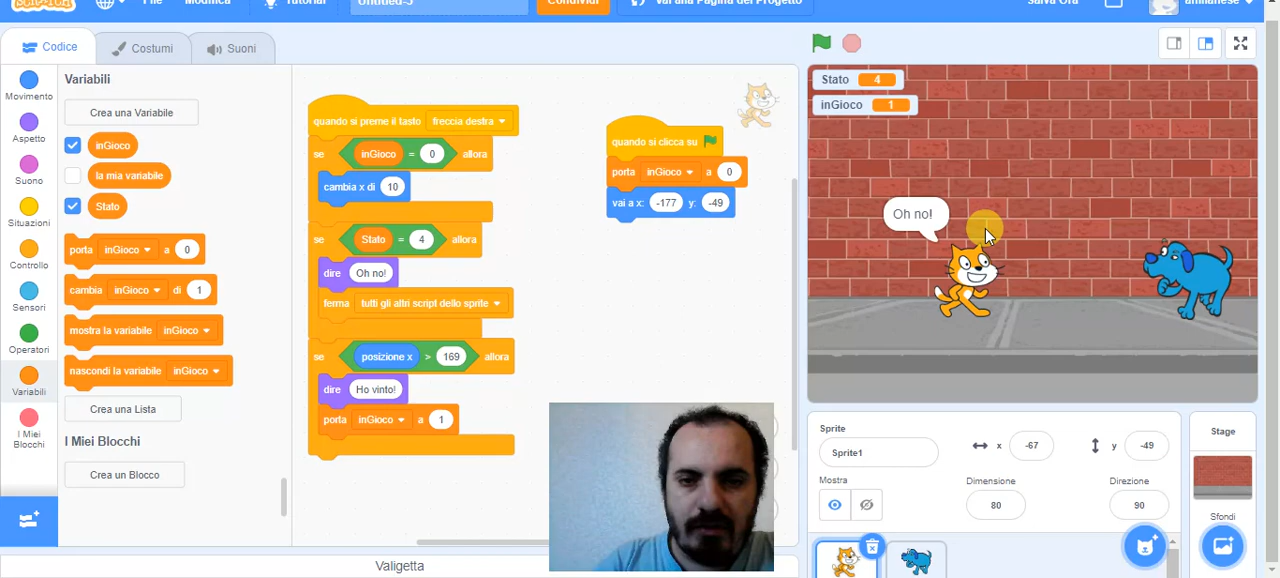 SCRATCH File Modifica Tutorial Untitled-5 Condividi Vai alla Pagina del Progetto Salva Ora amilanese
Codice Costumi Suoni
Movimento
Aspetto
Suono
Situazioni
Controllo
Sensori
Operatori
Variabili
I Miei
Blocchi
Variabili
Crea una Variabile
inGioco
la mia variabile
Stato
porta inGioco a 0
cambia inGioco di 1
mostra la variabile inGioco
nascondi la variabile inGioco
Crea una Lista
I Miei Blocchi
Crea un Blocco
quando si preme il tasto freccia destra
se inGioco = 0 allora
cambia x di 10
se Stato = 4 allora
dire Oh no!
ferma tutti gli altri script dello sprite
se posizione x > 169 allora
dire Ho vinto!
porta inGioco a 1
quando si clicca su
porta inGioco a 0
vai a x: -177 y: -49
Valigetta
Stato 4
inGioco 1
Oh no!
Sprite
Sprite1
x -67
y -49
Mostra
Dimensione
80
Direzione
90
Stage
Sfondi